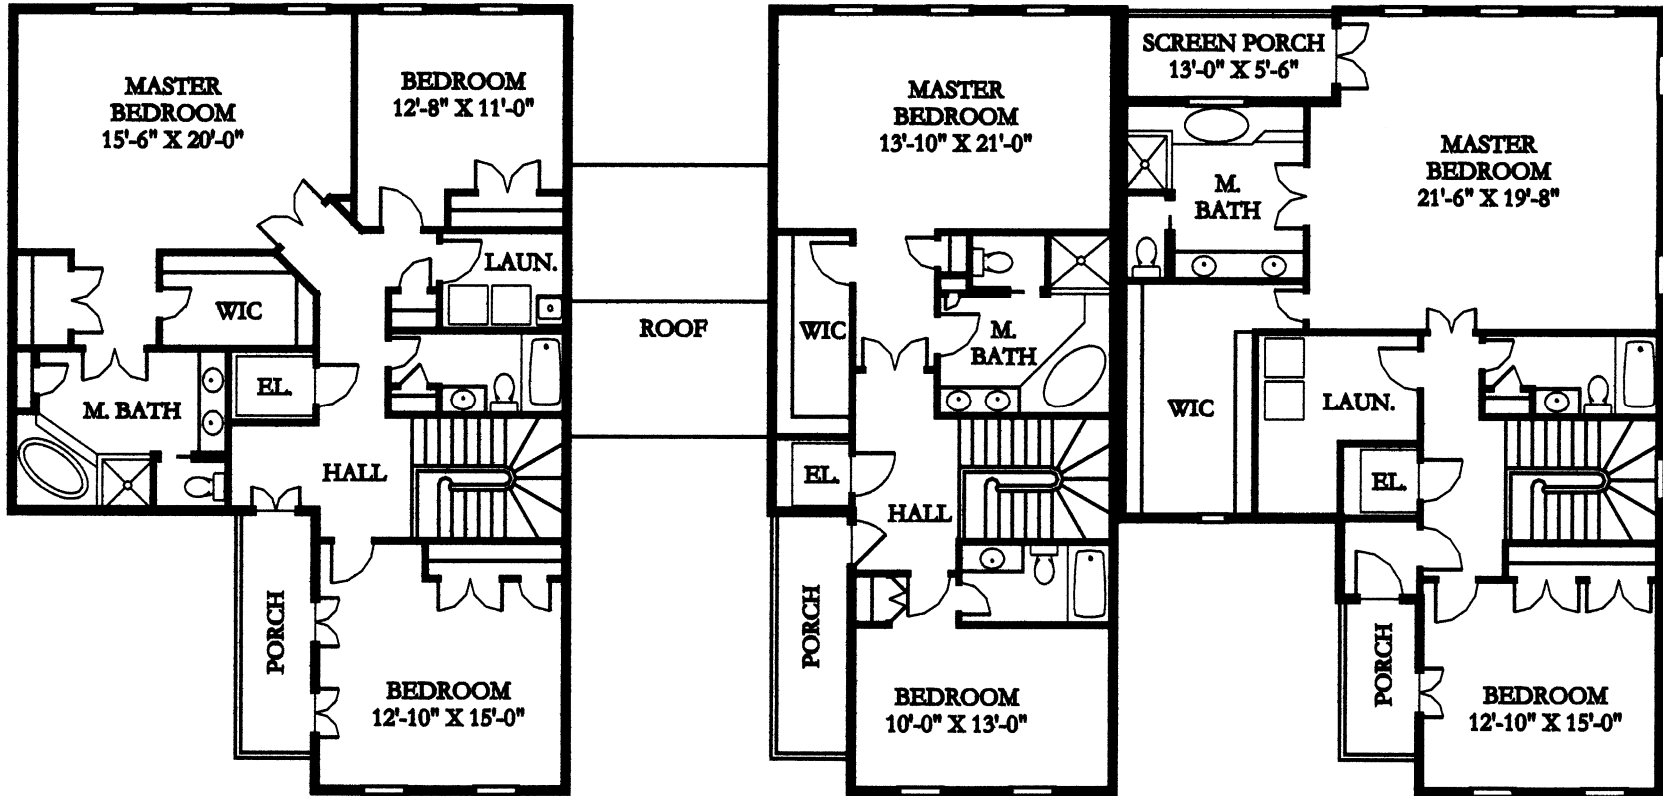 MASTER
BEDROOM
15'-6" X 20'-0"
BEDROOM
12'-8" X 11'-0"
LAUN.
WIC
EL.
M. BATH
HALL
PORCH
BEDROOM
12'-10" X 15'-0"
ROOF
MASTER
BEDROOM
13'-10" X 21'-0"
WIC
M.
BATH
EL.
HALL
PORCH
BEDROOM
10'-0" X 13'-0"
SCREEN PORCH
13'-0" X 5'-6"
MASTER
BEDROOM
21'-6" X 19'-8"
M.
BATH
WIC
LAUN.
EL.
PORCH
BEDROOM
12'-10" X 15'-0"